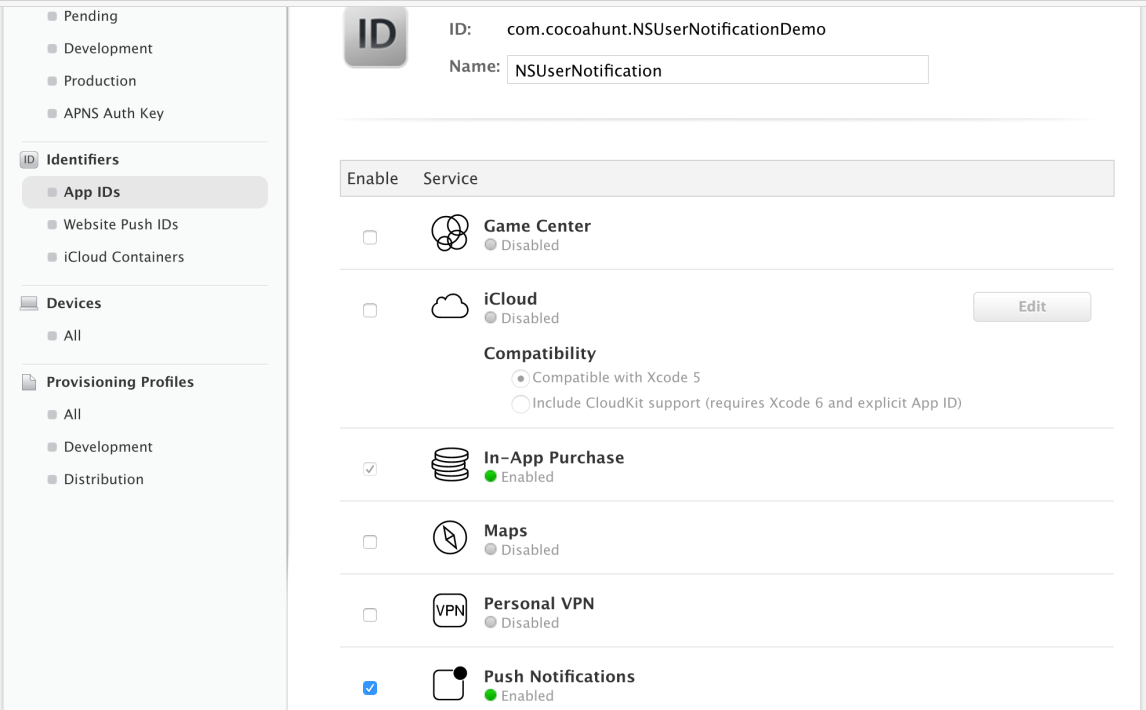 Pending
Development
Production
APNS Auth Key
ID Identifiers
App IDs
Website Push IDs
iCloud Containers
Devices
All
Provisioning Profiles
All
Development
Distribution
ID
ID: com.cocoahunt.NSUserNotificationDemo
Name: NSUserNotification
Enable Service
Game Center
Disabled
iCloud
Disabled
Edit
Compatibility
Compatible with Xcode 5
Include CloudKit support (requires Xcode 6 and explicit App ID)
In-App Purchase
Enabled
Maps
Disabled
VPN
Personal VPN
Disabled
Push Notifications
Enabled